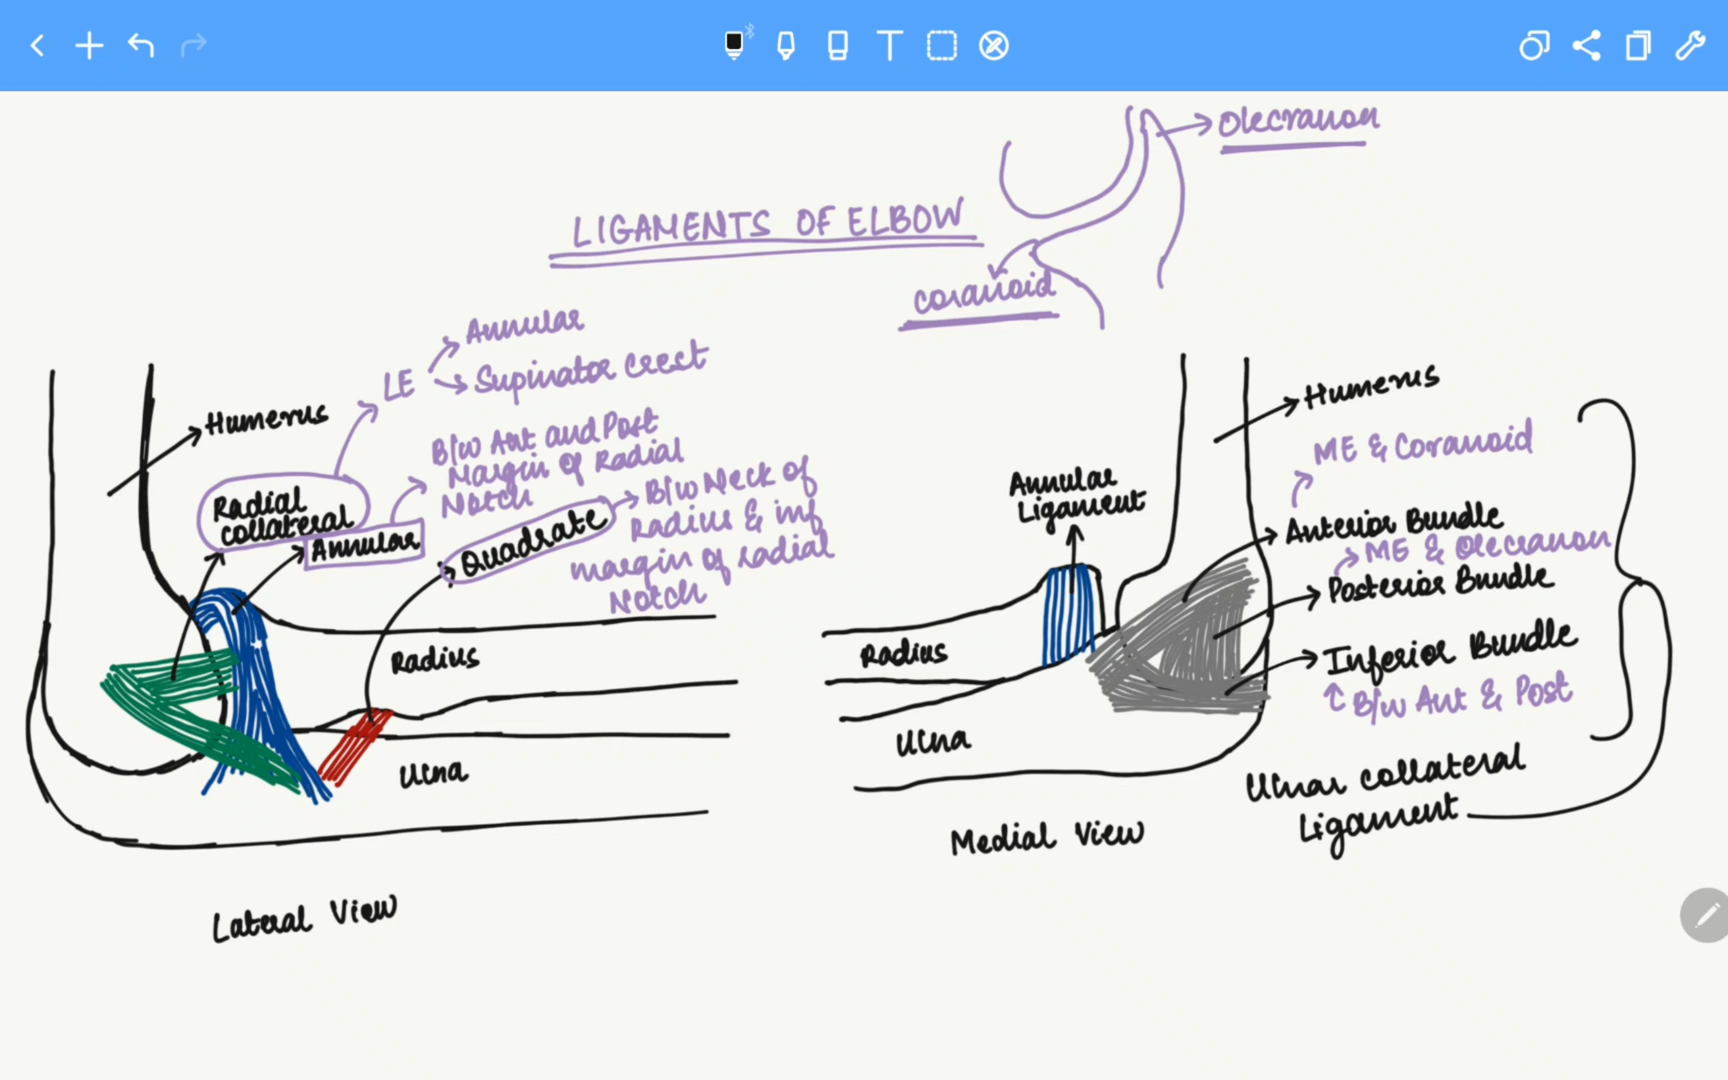 Olecranon
LIGAMENTS OF ELBOW
Coranoid
Annular
LE
Supinator crest
Humerus
B/w Ant and Post
Margin of Radial
Notch
Radial
collateral
Annular
Quadrate
B/w Neck of
Radius & inf
margin of radial
Notch
Radius
Ulna
Lateral View
Humerus
ME & Coranoid
Annular
Ligament
Anterior Bundle
ME & Olecranon
Posterior Bundle
Inferior Bundle
B/w Ant & Post
Radius
Ulna
Ulnar collateral
Ligament
Medial View
T